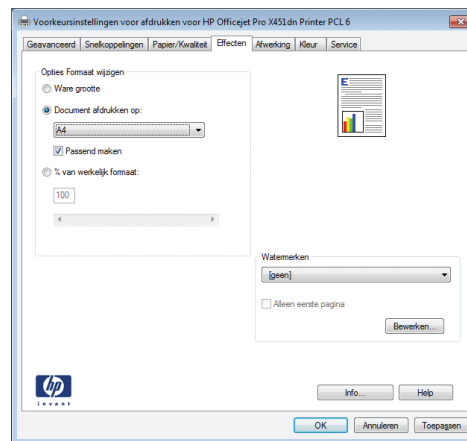 Voorkeursinstellingen voor afdrukken voor HP Officejet Pro X451dn Printer PCL 6
Geavanceerd Snelkoppelingen Papier/Kwaliteit Effecten Afwerking Kleur Service
Opties Formaat wijzigen
Ware grootte
Document afdrukken op:
A4
Passend maken
% van werkelijk formaat:
100
E
Watermerken
[geen]
Alleen eerste pagina
Bewerken...
hp
invent
Info... Help
OK Annuleren Toepassen